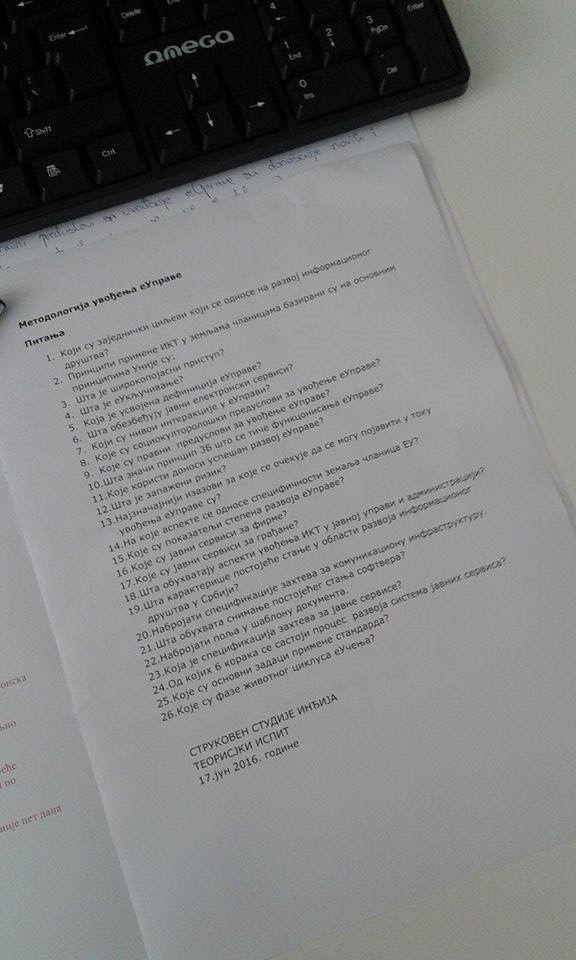 Enter
Delete
End
4
OMEGA
1
End
2
3
PgDn
Enter
0
Ins
.
Del
Shift
Ctrl
Методологија увођења еУправе
Питања
1. Који су заједнички циљеви који се односе на развој информационог
друштва?
2. Принципи примене ИКТ у земљама чланицама базирани су на основним
принципима Уније су:
3. Шта је широкопојасни приступ?
4. Шта је еУкључивање?
5. Која је усвојена дефиниција еУправе?
6. Шта обезбеђују јавни електронски сервиси?
7. Који су нивои интеракције у еУправи?
8. Које су социокулторолошки предуслови за увођење еУправе?
9. Које су правни предуслови за увођење еУправе?
10.Шта значи принцип 3Б што се тиче функционисања еУправе?
11.Које користи доноси успешан развој еУправе?
12.Шта је запажени ризик?
13.Најзначајнији изазови за које се очекује да се могу појавити у току
увођења еУправе су?
14.На које аспекте се односе специфичности земаља чланица ЕУ?
15.Које су показатељи степена развоја еУправе?
16.Које су јавни сервиси за фирме?
17.Које су јавни сервиси за грађане?
18.Шта обухватају аспекти увођења ИКТ у јавној управи и администрацији?
19.Шта карактерише постојеће стање у области развоја информационог
друштва у Србији?
20.Набројати спецификације захтева за комуникациону инфраструктуру.
21.Шта обухвата снимање постојећег стања софтвера?
22.Набројати поља у шаблону документа.
23.Која је спецификација захтева за јавне сервисе?
24.Од којих 6 корака се састоји процес развоја система јавних сервиса?
25.Које су основни задаци примене стандарда?
26.Које су фазе животног циклуса еУчења?
СТРУКОВЕН СТУДИЈЕ ИНЂИЈА
ТЕОРИСЈКИ ИСПИТ
17.јун 2016. године
није пет дана